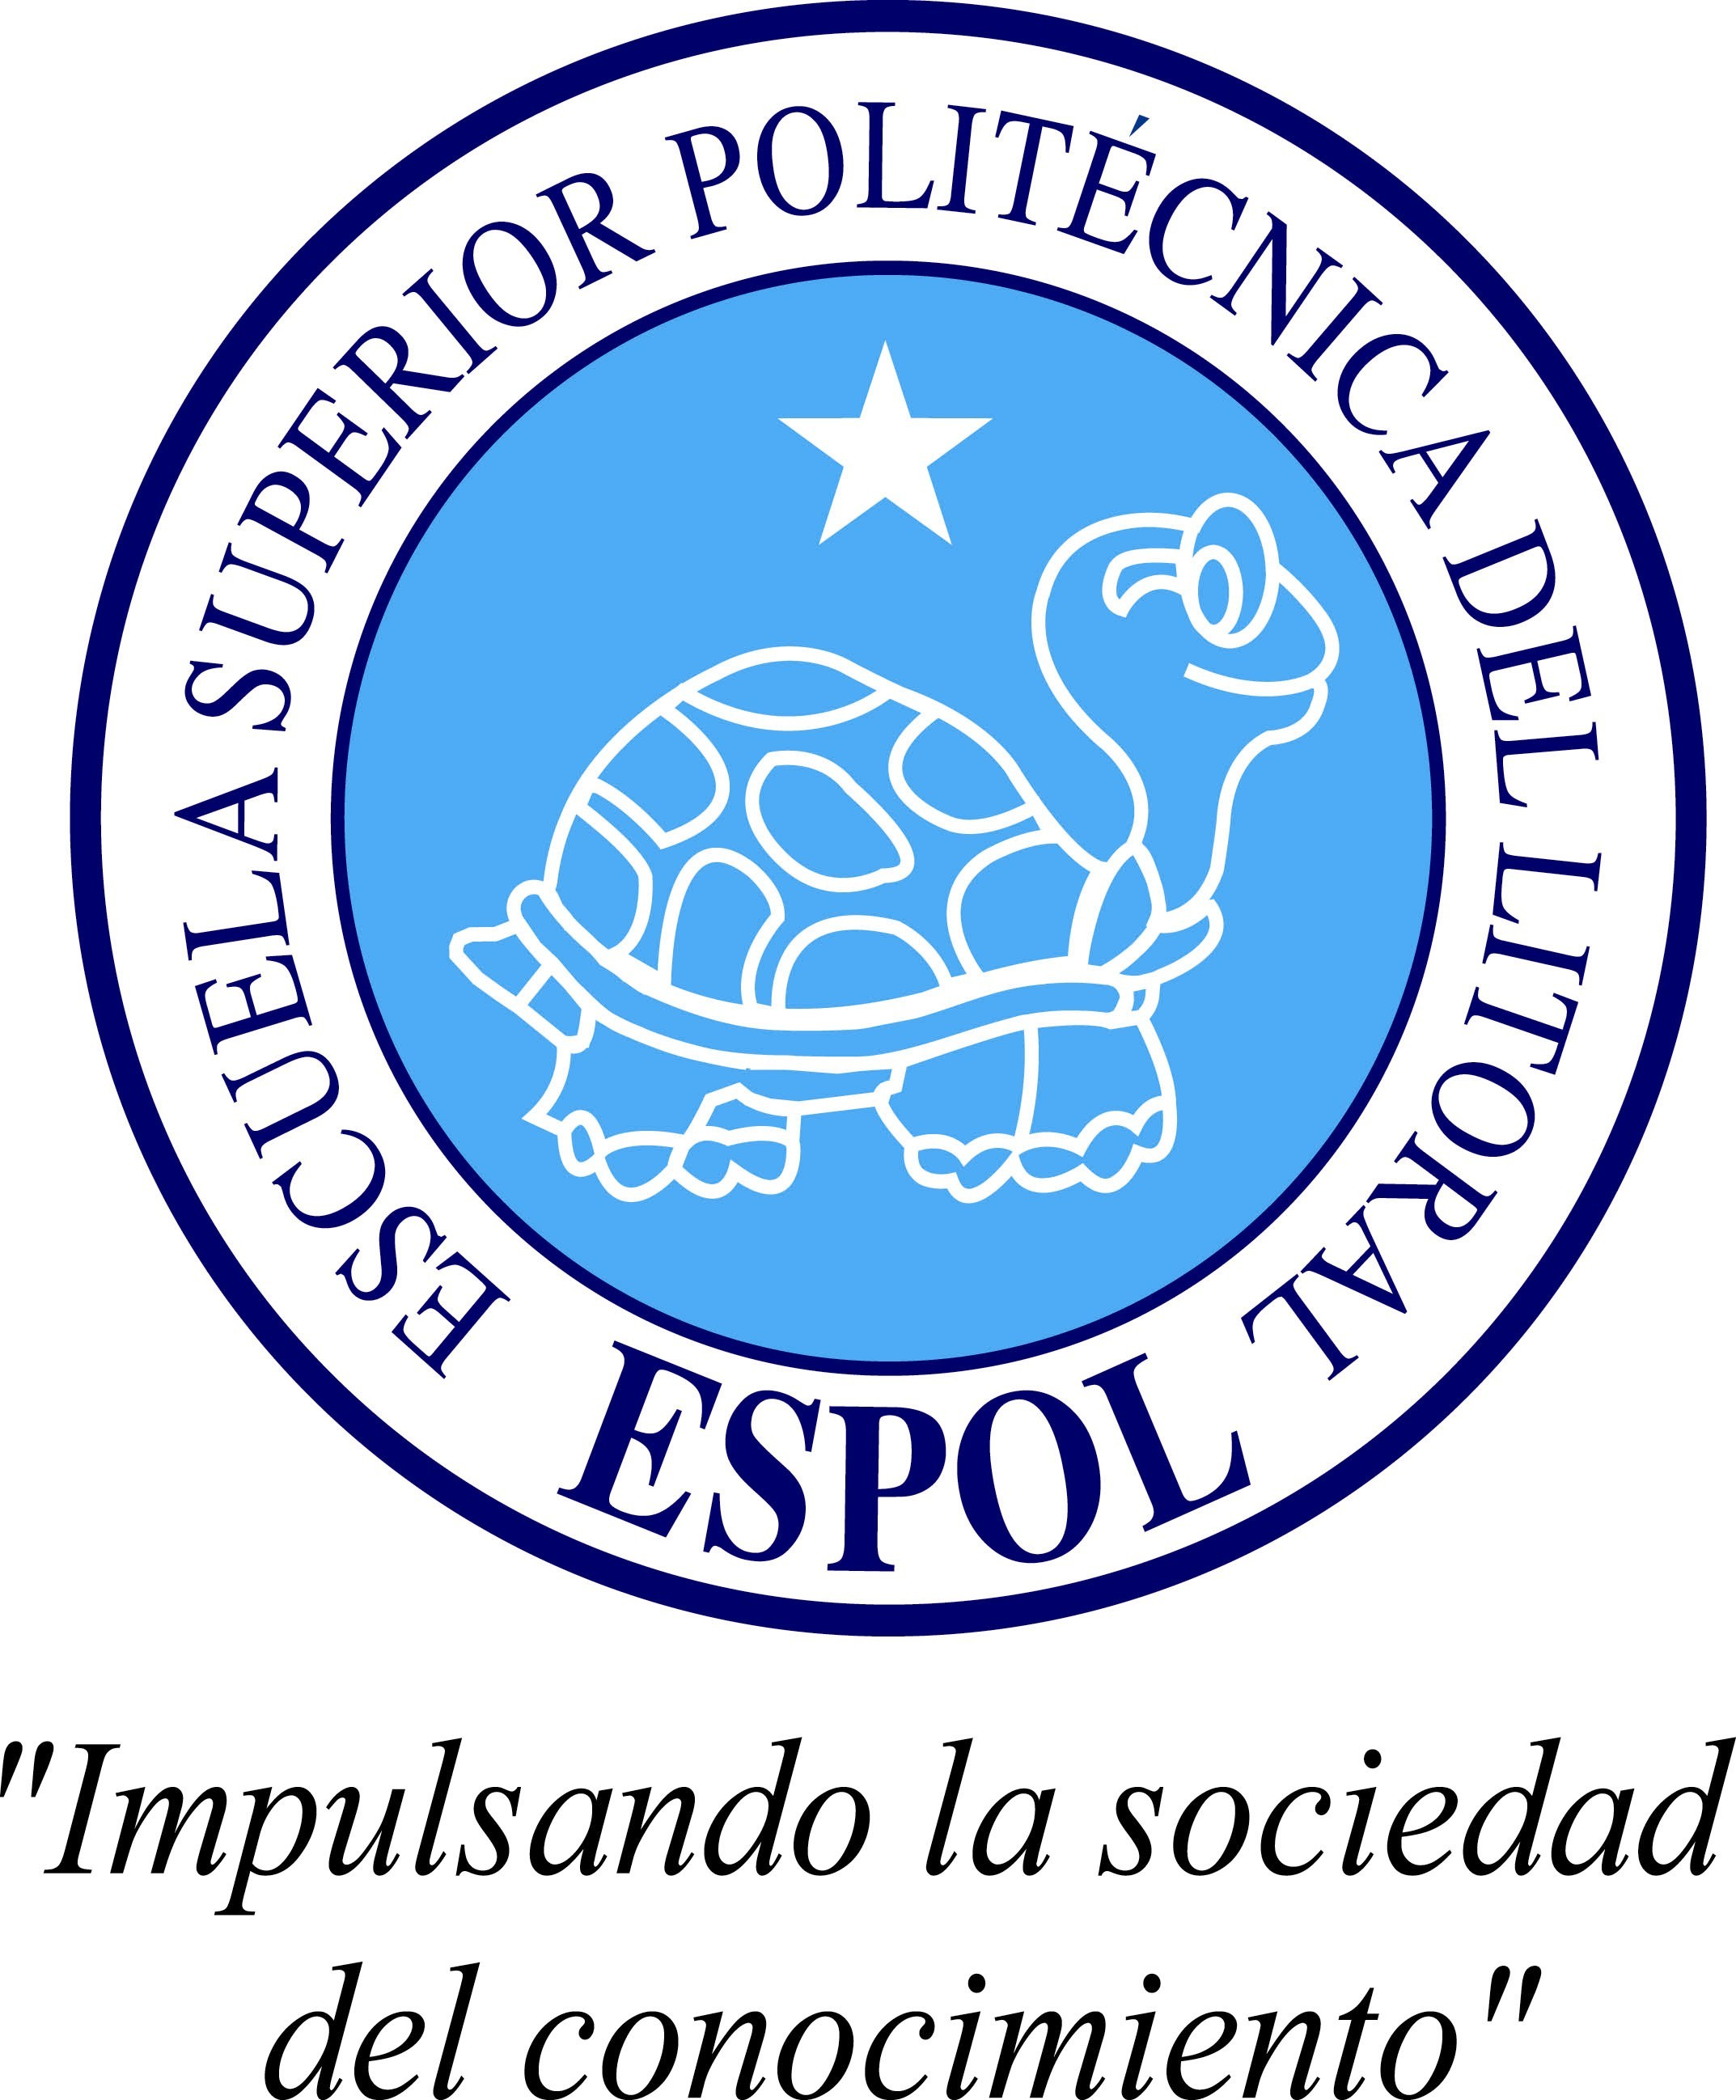 ESCUELA SUPERIOR POLITÉCNICA DEL LITORAL
ESPOL
"Impulsando la sociedad
del conocimiento"